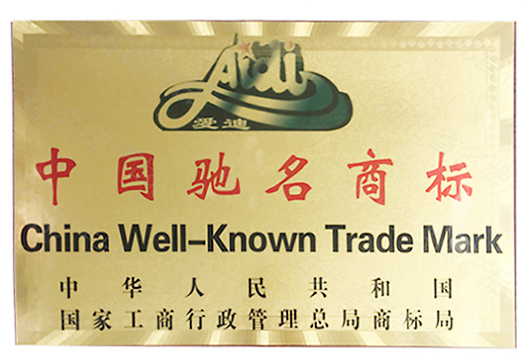 Aidi
爱迪
中国驰名商标
China Well-Known Trade Mark
中华人民共和国
国家工商行政管理总局商标局